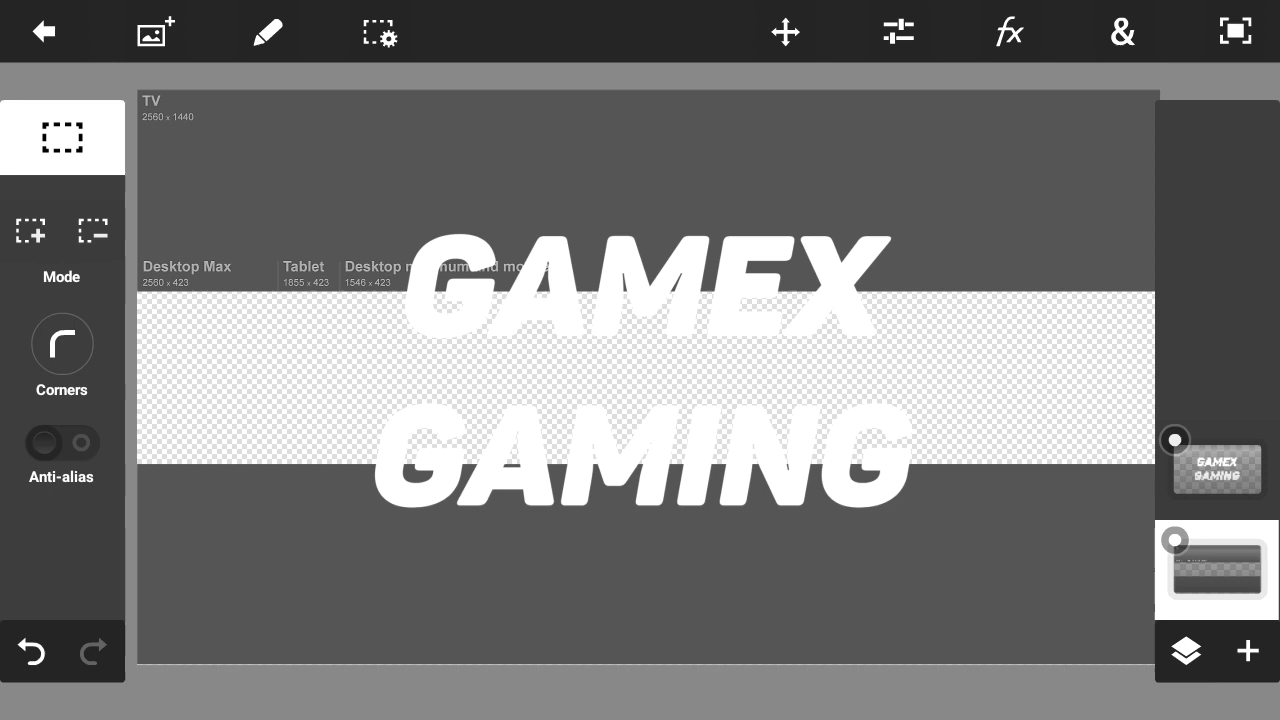 fx
&
TV
2560 x 1440
Desktop Max
2560 x 423
Tablet
1855 x 423
Desktop
1546 x 423
GAMEX
GAMING
Mode
Corners
Anti-alias
GAMEX
GAMING